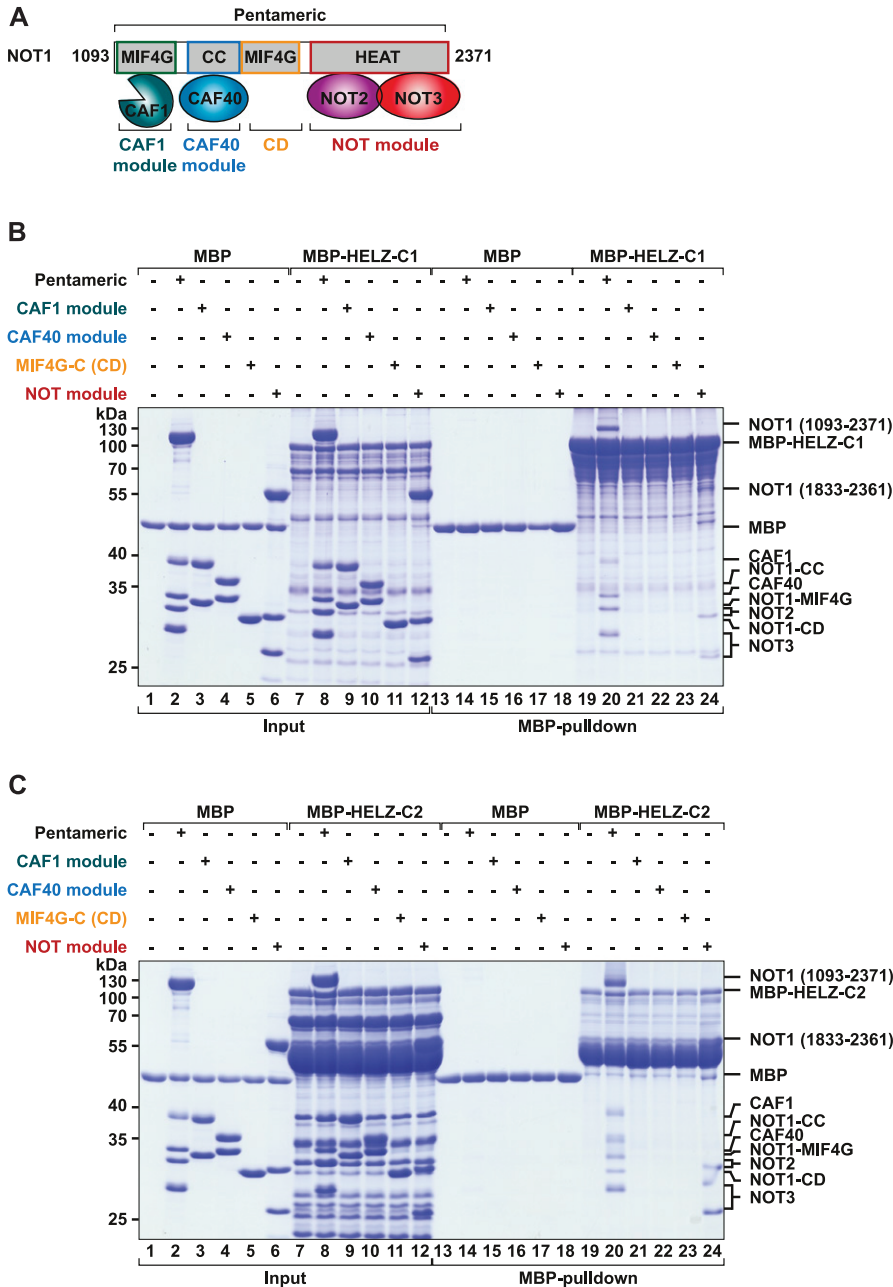 A
Pentameric
NOT1 1093 MIF4G CC MIF4G HEAT 2371
CAF1 CAF40 NOT2 NOT3
CAF1 module CAF40 module CD NOT module
B
MBP MBP-HELZ-C1 MBP MBP-HELZ-C1
Pentameric - + - - - - - + - - - - - + - - - - - + - - - -
CAF1 module - - + - - - - - + - - - - - + - - - - - + - - -
CAF40 module - - - + - - - - - + - - - - - + - - - - - + - -
MIF4G-C (CD) - - - - + - - - - - + - - - - - + - - - - - + -
NOT module - - - - - + - - - - - + - - - - - + - - - - - +
kDa
130
100
70
55
40
35
25
NOT1 (1093-2371)
MBP-HELZ-C1
NOT1 (1833-2361)
MBP
CAF1
NOT1-CC
CAF40
NOT1-MIF4G
NOT2
NOT1-CD
NOT3
1 2 3 4 5 6 7 8 9 10 11 12 13 14 15 16 17 18 19 20 21 22 23 24
Input MBP-pulldown
C
MBP MBP-HELZ-C2 MBP MBP-HELZ-C2
Pentameric - + - - - - - + - - - - - + - - - - - + - - - -
CAF1 module - - + - - - - - + - - - - - + - - - - - + - - -
CAF40 module - - - + - - - - - + - - - - - + - - - - - + - -
MIF4G-C (CD) - - - - + - - - - - + - - - - - + - - - - - + -
NOT module - - - - - + - - - - - + - - - - - + - - - - - +
kDa
130
100
70
55
40
35
25
NOT1 (1093-2371)
MBP-HELZ-C2
NOT1 (1833-2361)
MBP
CAF1
NOT1-CC
CAF40
NOT1-MIF4G
NOT2
NOT1-CD
NOT3
1 2 3 4 5 6 7 8 9 10 11 12 13 14 15 16 17 18 19 20 21 22 23 24
Input MBP-pulldown